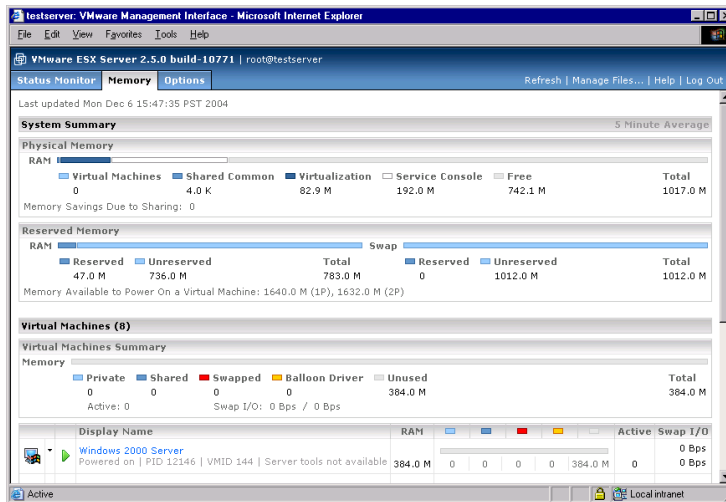 testserver: VMware Management Interface - Microsoft Internet Explorer
File Edit View Favorites Tools Help
VMware ESX Server 2.5.0 build-10771 | root@testserver
Status Monitor Memory Options Refresh | Manage Files... | Help | Log Out
Last updated Mon Dec 6 15:47:35 PST 2004
System Summary 5 Minute Average
Physical Memory
RAM
Virtual Machines Shared Common Virtualization Service Console Free Total
0 4.0 K 82.9 M 192.0 M 742.1 M 1017.0 M
Memory Savings Due to Sharing: 0
Reserved Memory
RAM Swap
Reserved Unreserved Total Reserved Unreserved Total
47.0 M 736.0 M 783.0 M 0 1012.0 M 1012.0 M
Memory Available to Power On a Virtual Machine: 1640.0 M (1P), 1632.0 M (2P)
Virtual Machines (8)
Virtual Machines Summary
Memory
Private Shared Swapped Balloon Driver Unused Total
0 0 0 0 384.0 M 384.0 M
Active: 0 Swap I/O: 0 Bps / 0 Bps
Display Name RAM Active Swap I/O
Windows 2000 Server 0 Bps
Powered on | PID 12146 | VMID 144 | Server tools not available 384.0 M 0 0 0 0 384.0 M 0 0 Bps
Active Local intranet